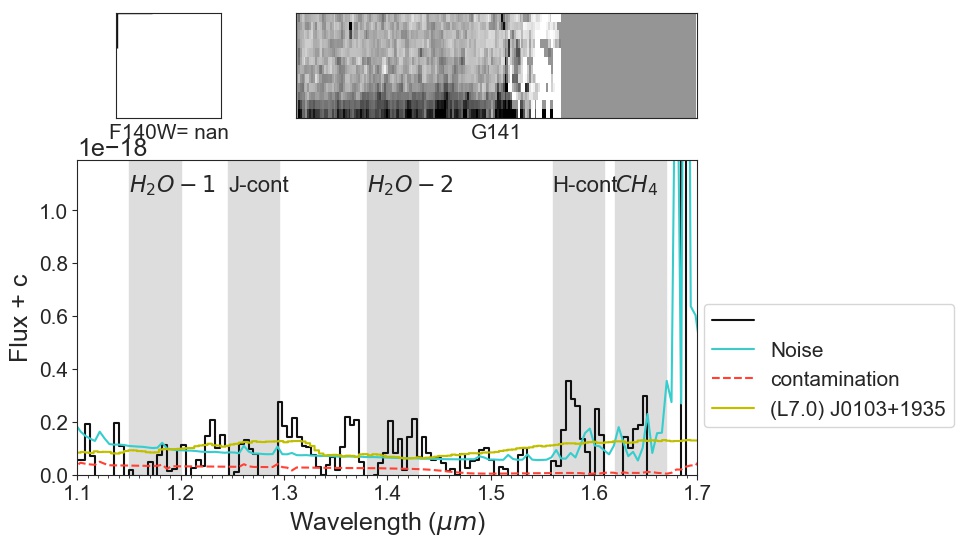 F140W= nan
G141
1e−18
H₂O − 1 J-cont H₂O − 2 H-cont CH₄
1.0
0.8
0.6
0.4
0.2
0.0
Flux + c
1.1 1.2 1.3 1.4 1.5 1.6 1.7
Wavelength (μm)
Noise
contamination
(L7.0) J0103+1935